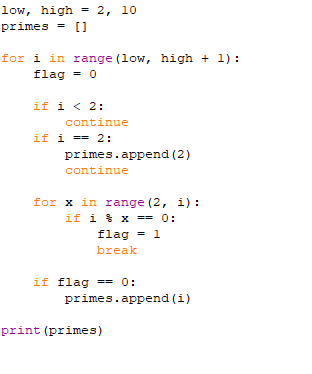 low, high = 2, 10
primes = []
for i in range(low, high + 1):
    flag = 0
    if i < 2:
        continue
    if i == 2:
        primes.append(2)
        continue
    for x in range(2, i):
        if i % x == 0:
            flag = 1
            break
    if flag == 0:
        primes.append(i)
print(primes)